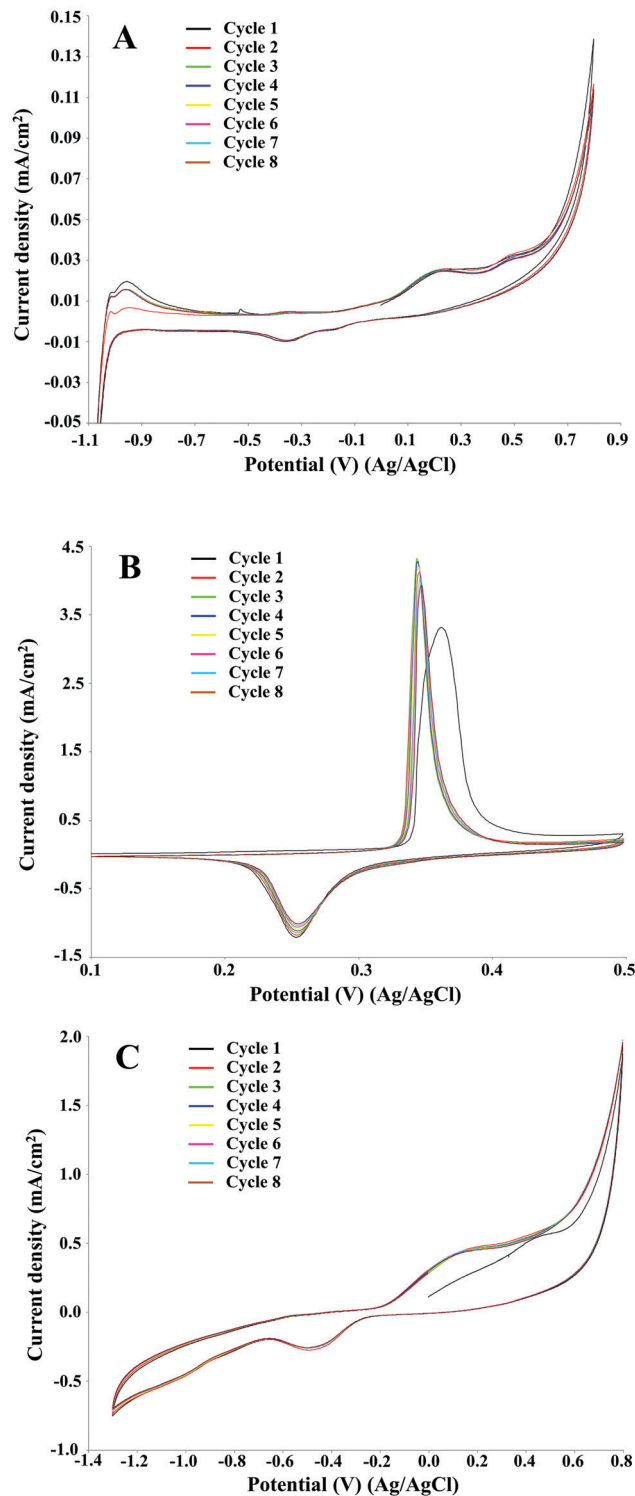 A
Cycle 1
Cycle 2
Cycle 3
Cycle 4
Cycle 5
Cycle 6
Cycle 7
Cycle 8
Current density (mA/cm²)
0.15
0.13
0.11
0.09
0.07
0.05
0.03
0.01
-0.01
-0.03
-0.05
-1.1 -0.9 -0.7 -0.5 -0.3 -0.1 0.1 0.3 0.5 0.7 0.9
Potential (V) (Ag/AgCl)
B
Cycle 1
Cycle 2
Cycle 3
Cycle 4
Cycle 5
Cycle 6
Cycle 7
Cycle 8
Current density (mA/cm²)
4.5
3.5
2.5
1.5
0.5
-0.5
-1.5
0.1 0.2 0.3 0.4 0.5
Potential (V) (Ag/AgCl)
C
Cycle 1
Cycle 2
Cycle 3
Cycle 4
Cycle 5
Cycle 6
Cycle 7
Cycle 8
Current density (mA/cm²)
2.0
1.5
1.0
0.5
0.0
-0.5
-1.0
-1.4 -1.2 -1.0 -0.8 -0.6 -0.4 -0.2 0.0 0.2 0.4 0.6 0.8
Potential (V) (Ag/AgCl)